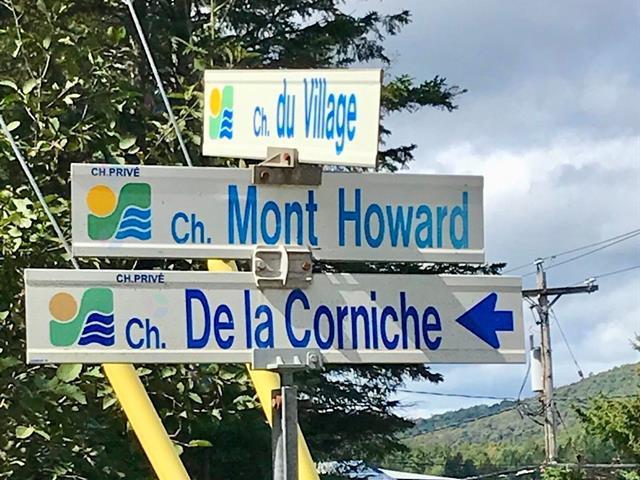 Ch. du Village
CH.PRIVÉ
Ch. Mont Howard
CH.PRIVÉ
Ch. De la Corniche